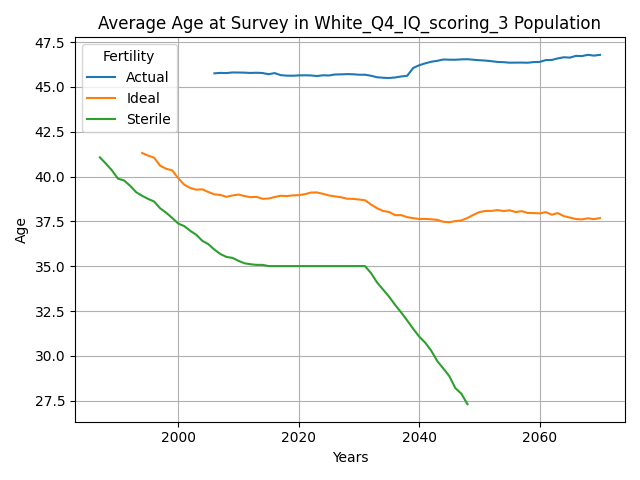 Average Age at Survey in White_Q4_IQ_scoring_3 Population
47.5
45.0
42.5
40.0
37.5
35.0
32.5
30.0
27.5
Age
Fertility
Actual
Ideal
Sterile
2000
2020
2040
2060
Years